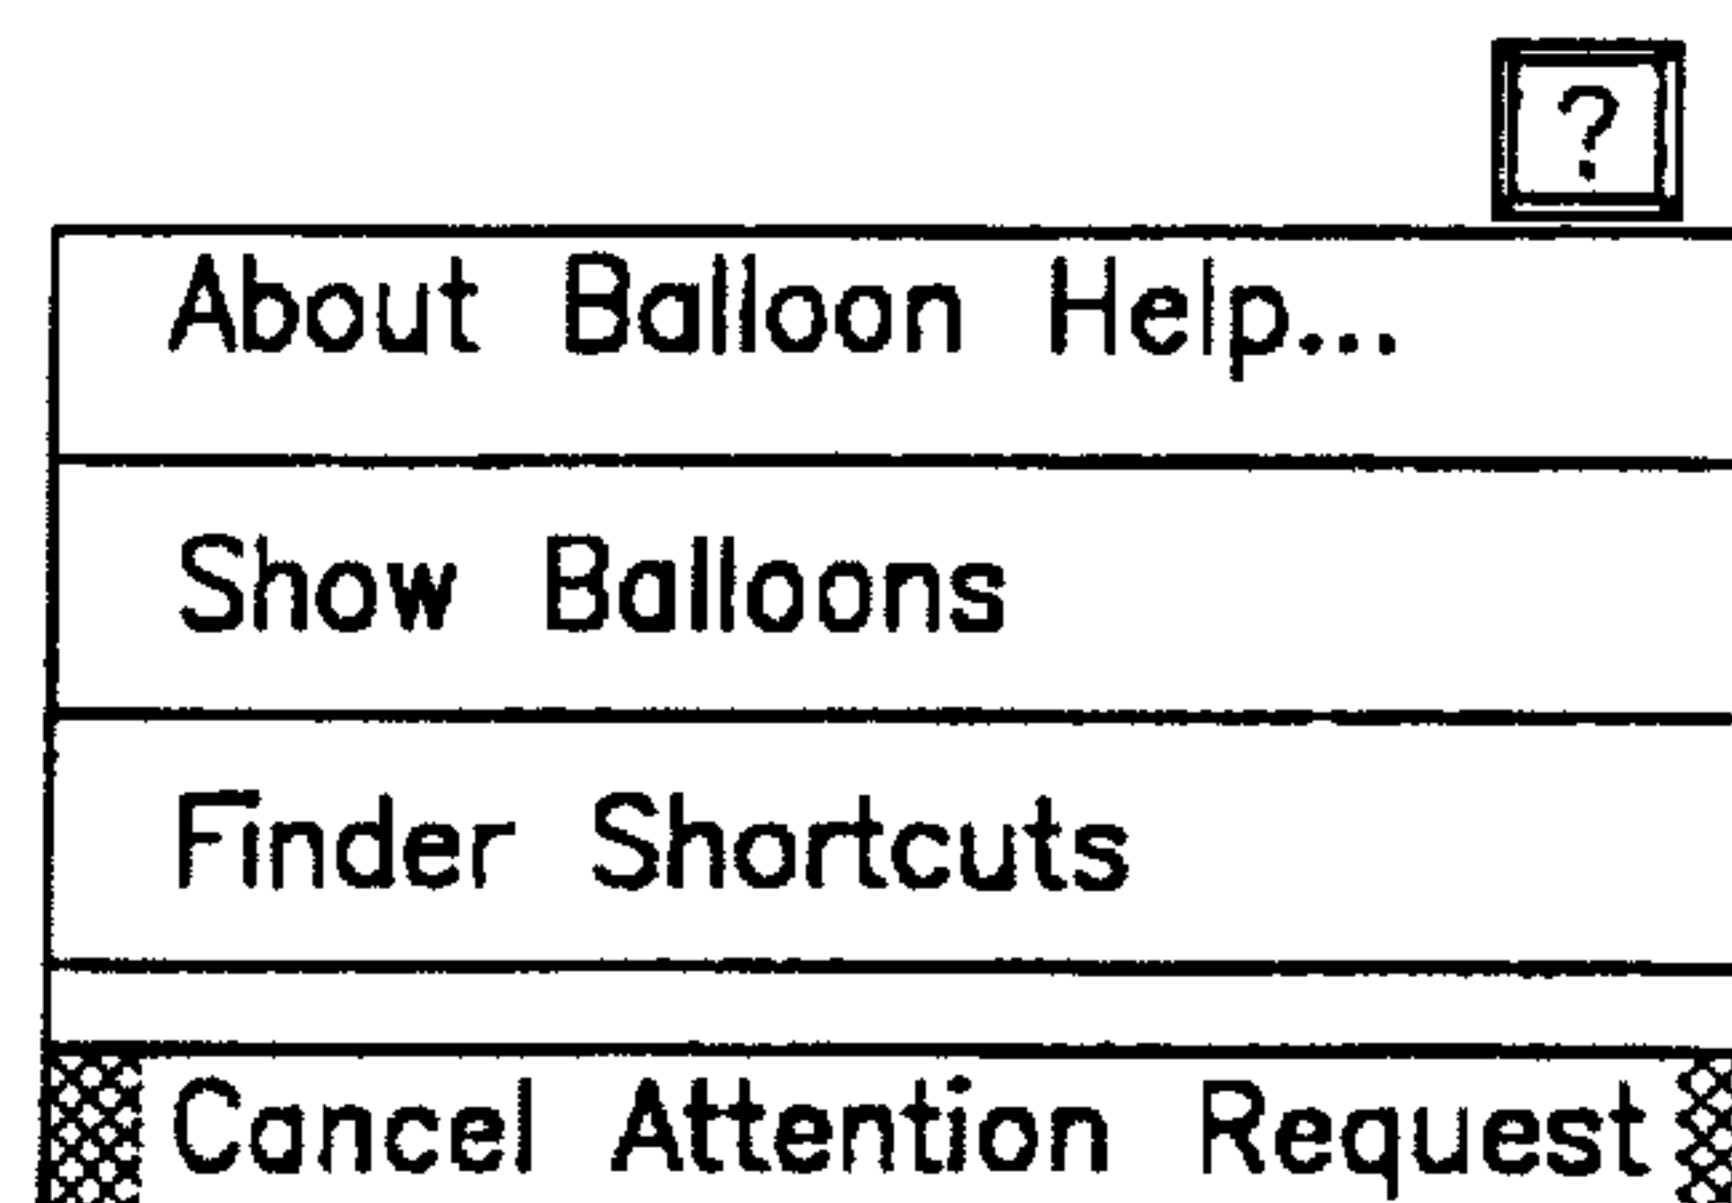 ?
About Balloon Help...
Show Balloons
Finder Shortcuts
Cancel Attention Request